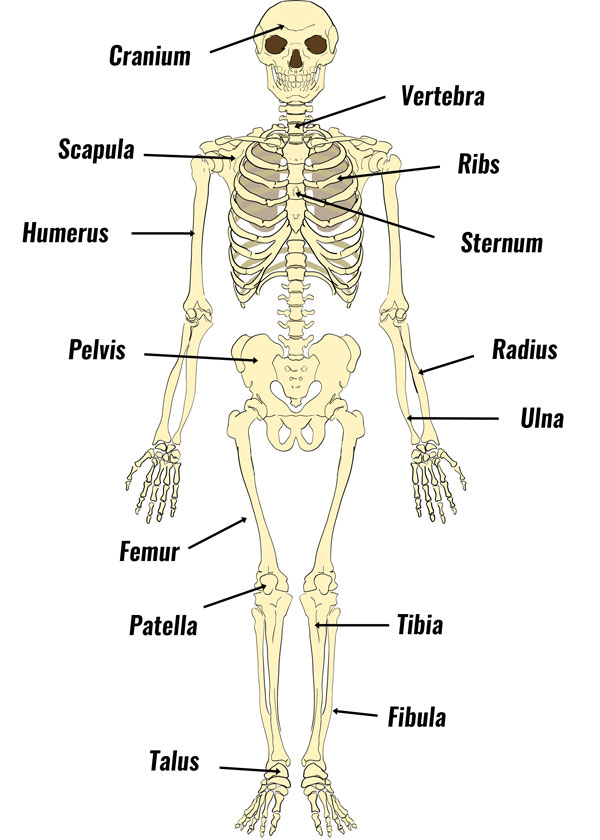 Cranium
Vertebra
Scapula
Ribs
Humerus
Sternum
Pelvis
Radius
Ulna
Femur
Patella
Tibia
Fibula
Talus